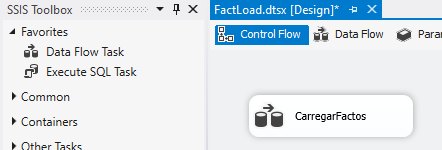 SSIS Toolbox
Favorites
Data Flow Task
Execute SQL Task
Common
Containers
Other Tasks
FactLoad.dtsx [Design]*
Control Flow
Data Flow
CarregarFactos